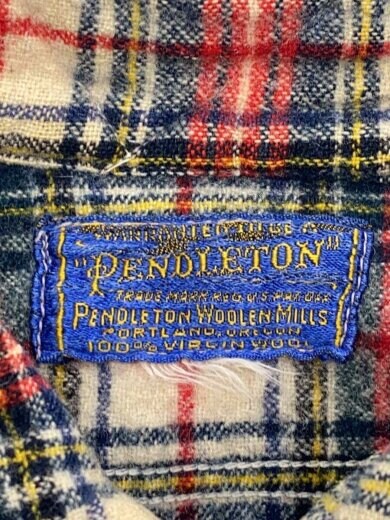 WARRANTED TO BE A
"PENDLETON"
TRADE MARK REG. U.S. PAT. OFF.
PENDLETON WOOLEN MILLS
PORTLAND, OREGON
100% VIRGIN WOOL